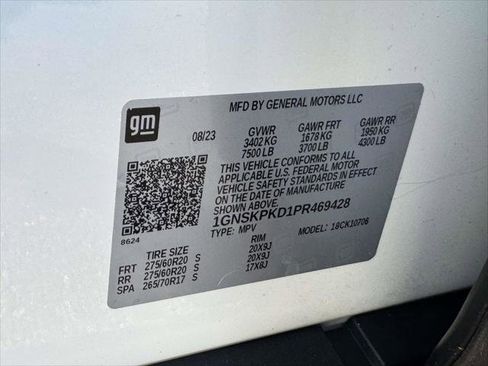 MFD BY GENERAL MOTORS LLC
gm
08/23 GVWR GAWR FRT GAWR RR
3402 KG 1678 KG 1950 KG
7500 LB 3700 LB 4300 LB
THIS VEHICLE CONFORMS TO ALL
APPLICABLE U.S. FEDERAL MOTOR
VEHICLE SAFETY STANDARDS IN EFFECT
ON THE DATE OF MANUFACTURE
SHOWN ABOVE.
1GNSKPKD1PR469428
8624 TYPE: MPV MODEL: 18CK10706
TIRE SIZE RIM
FRT 275/60R20 S 20X9J
RR 275/60R20 S 20X9J
SPA 265/70R17 S 17X8J